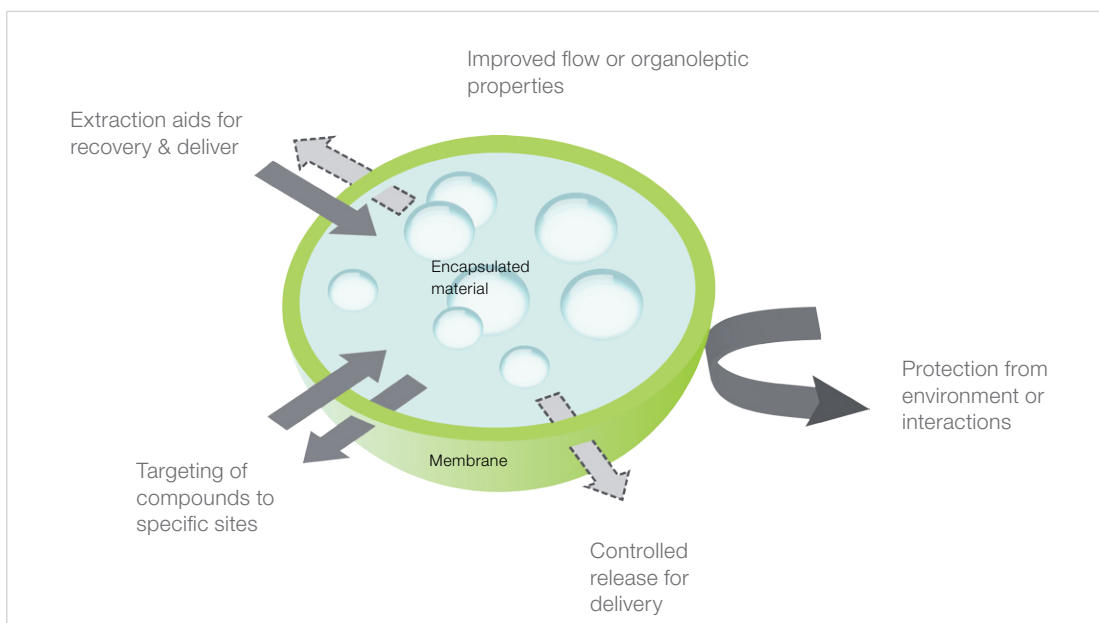 Improved flow or organoleptic
properties
Extraction aids for
recovery & deliver
Encapsulated
material
Protection from
environment or
interactions
Membrane
Targeting of
compounds to
specific sites
Controlled
release for
delivery